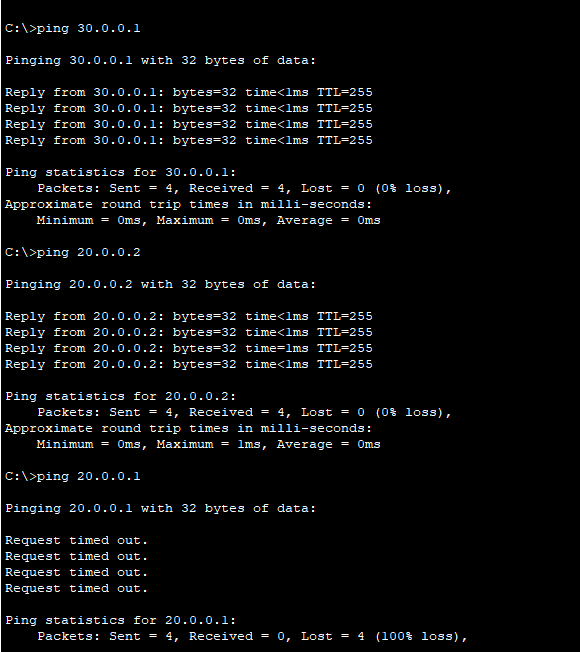 C:\>ping 30.0.0.1
Pinging 30.0.0.1 with 32 bytes of data:
Reply from 30.0.0.1: bytes=32 time<1ms TTL=255
Reply from 30.0.0.1: bytes=32 time<1ms TTL=255
Reply from 30.0.0.1: bytes=32 time<1ms TTL=255
Reply from 30.0.0.1: bytes=32 time<1ms TTL=255
Ping statistics for 30.0.0.1:
    Packets: Sent = 4, Received = 4, Lost = 0 (0% loss),
Approximate round trip times in milli-seconds:
    Minimum = 0ms, Maximum = 0ms, Average = 0ms
C:\>ping 20.0.0.2
Pinging 20.0.0.2 with 32 bytes of data:
Reply from 20.0.0.2: bytes=32 time<1ms TTL=255
Reply from 20.0.0.2: bytes=32 time<1ms TTL=255
Reply from 20.0.0.2: bytes=32 time=1ms TTL=255
Reply from 20.0.0.2: bytes=32 time<1ms TTL=255
Ping statistics for 20.0.0.2:
    Packets: Sent = 4, Received = 4, Lost = 0 (0% loss),
Approximate round trip times in milli-seconds:
    Minimum = 0ms, Maximum = 1ms, Average = 0ms
C:\>ping 20.0.0.1
Pinging 20.0.0.1 with 32 bytes of data:
Request timed out.
Request timed out.
Request timed out.
Request timed out.
Ping statistics for 20.0.0.1:
    Packets: Sent = 4, Received = 0, Lost = 4 (100% loss),